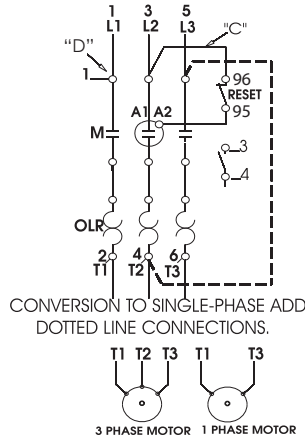 1 3 5
L1 L2 L3
"C"
"D"
1
96
RESET
95
A1 A2
M
3
4
OLR
2 4 6
T1 T2 T3
CONVERSION TO SINGLE-PHASE ADD
DOTTED LINE CONNECTIONS.
T1 T2 T3 T1 T3
3 PHASE MOTOR 1 PHASE MOTOR